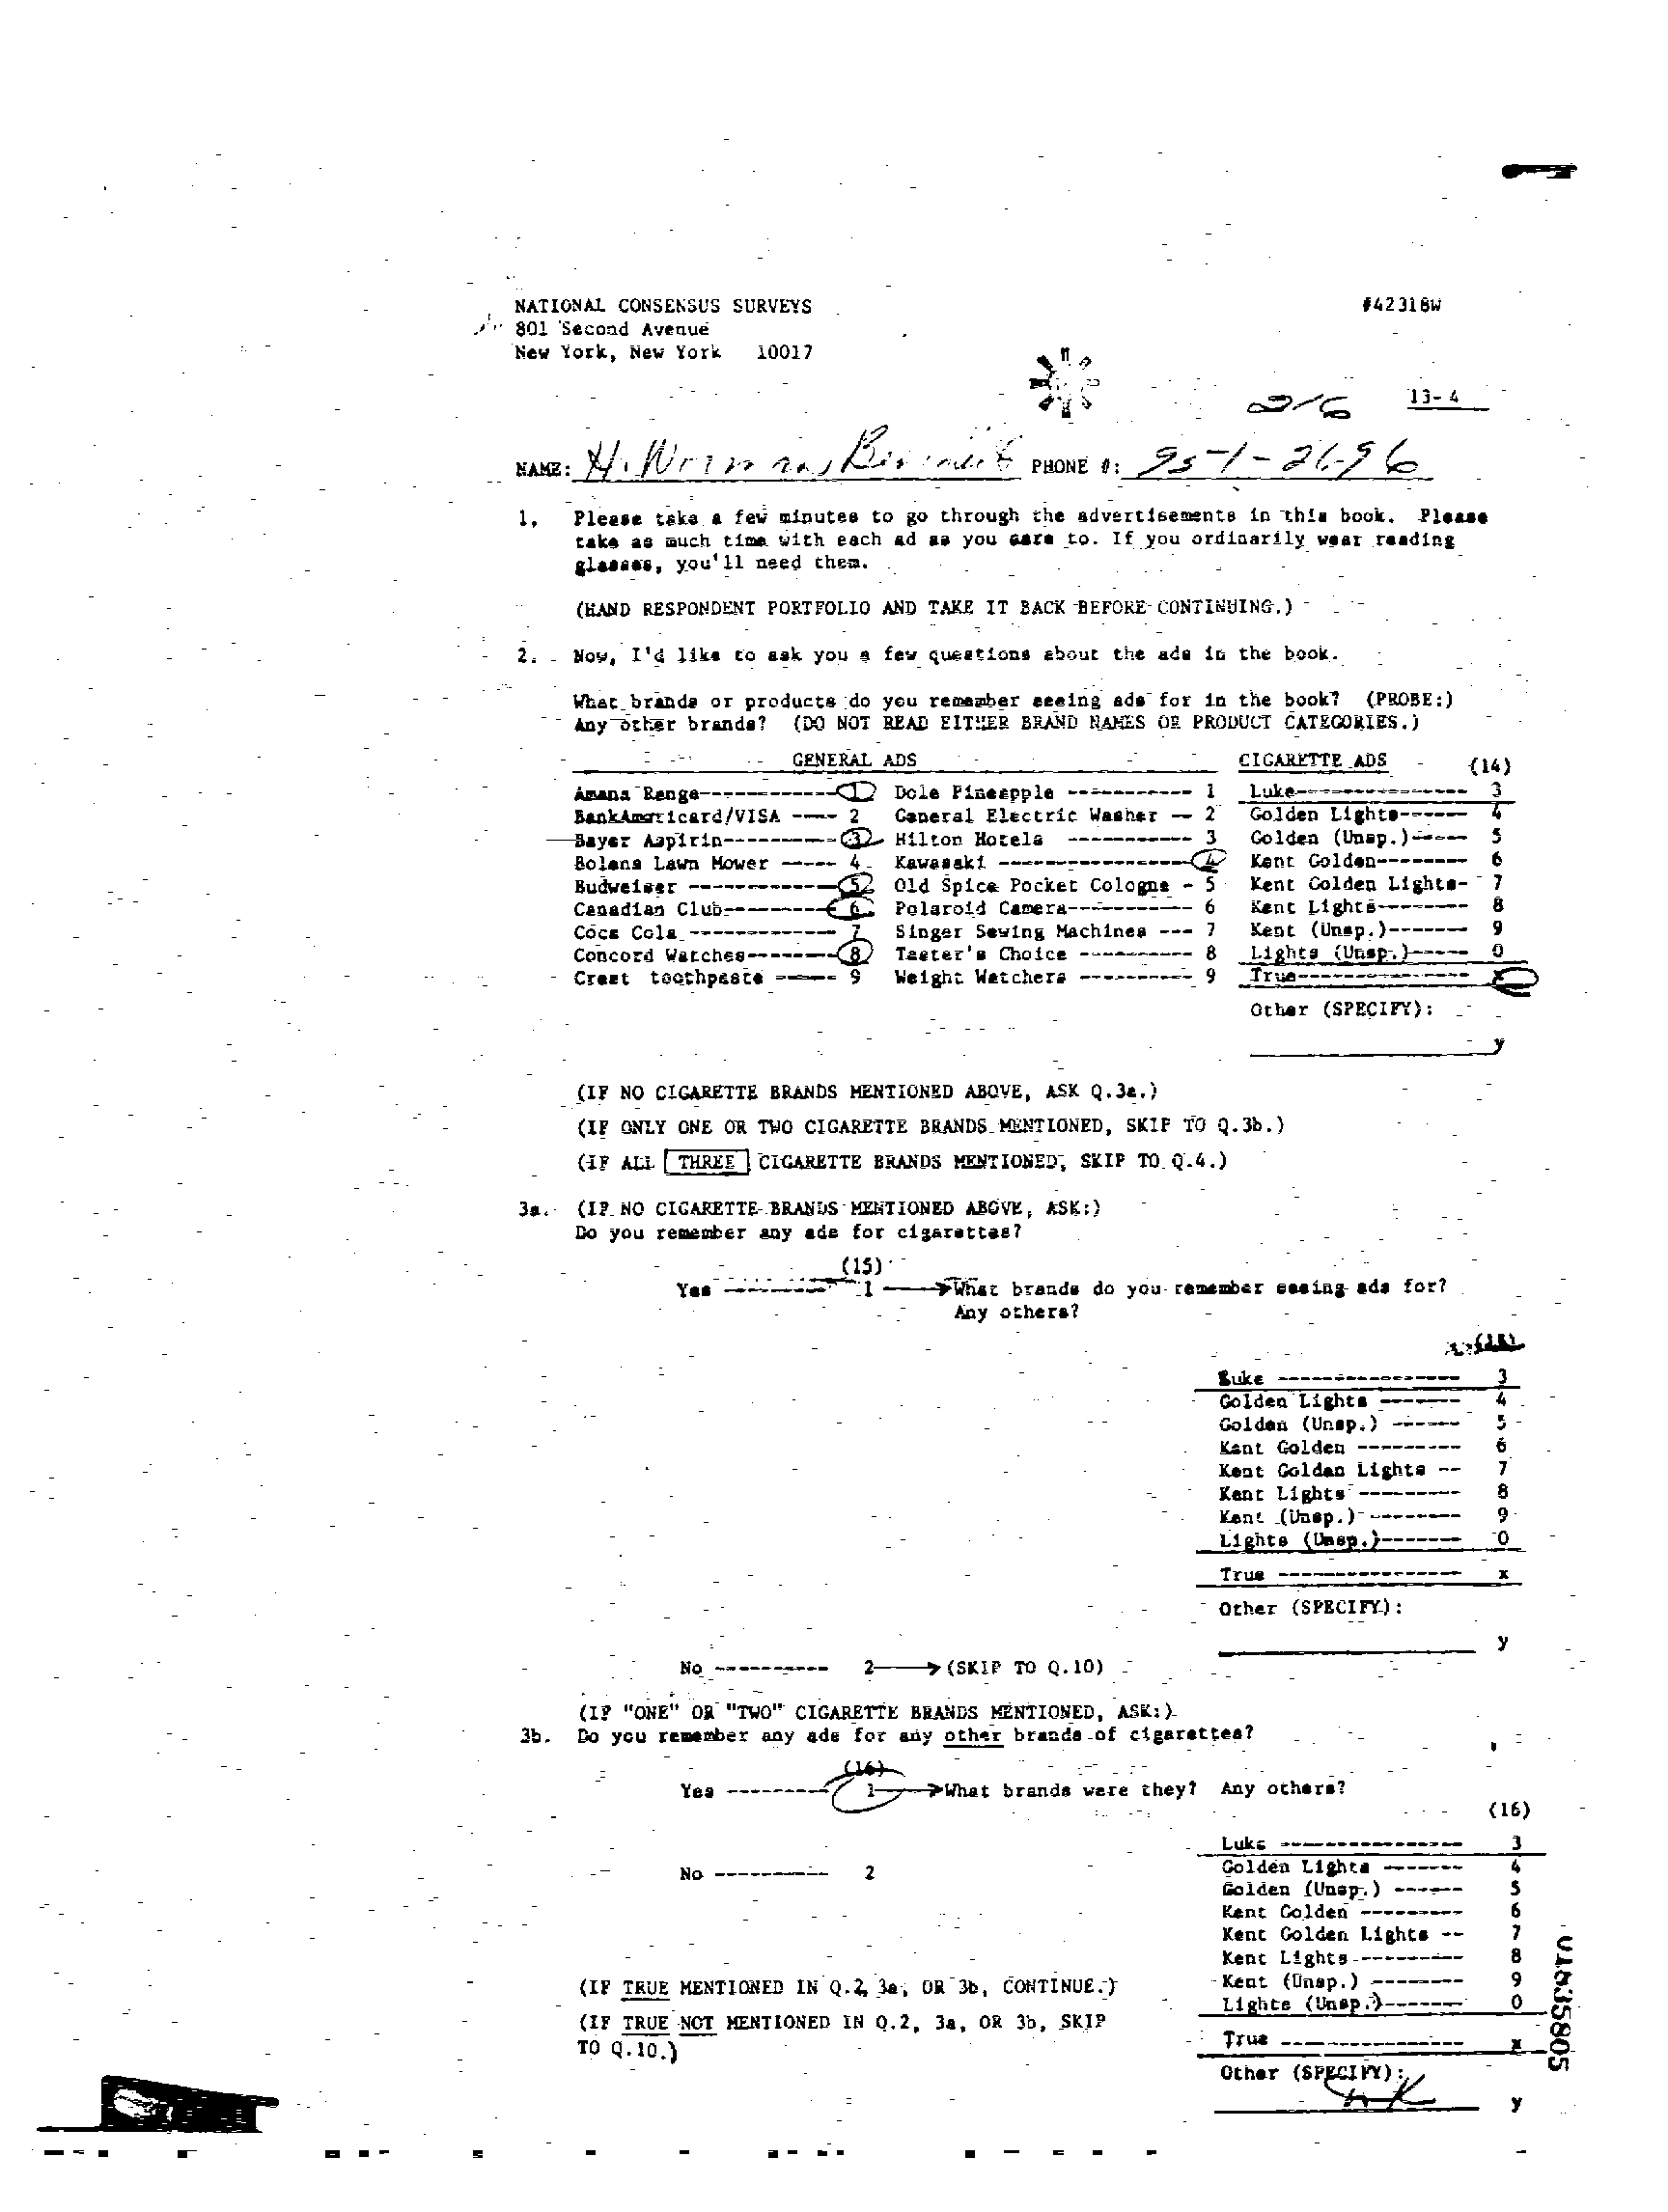 NATIONAL CONSENSUS SURVEYS #42318W
801 Second Avenue
New York, New York 10017
216 13-4
NAME: H. PHONE #: 951-2696
1. Please take a few minutes to go through the advertisements in this book. Please
take as much time with each ad as you care to. If you ordinarily wear reading
glasses, you'll need them.
(HAND RESPONDENT PORTFOLIO AND TAKE IT BACK BEFORE CONTINUING.)
2. Now, I'd like to ask you a few questions about the ads in the book.
What brands or products do you remember seeing ads for in the book? (PROBE:)
Any other brands? (DO NOT READ EITHER BRAND NAMES OR PRODUCT CATEGORIES.)
GENERAL ADS CIGARETTE ADS (14)
Amana Range------------ 1 Dole Pineapple ----------- 1 Luke--------------- 3
BankAmericard/VISA ---- 2 General Electric Washer -- 2 Golden Lights------ 4
Bayer Aspirin---------- 3 Hilton Hotels ----------- 3 Golden (Unsp.)----- 5
Bolens Lawn Mower ----- 4 Kawasaki ----------------- 4 Kent Golden-------- 6
Budweiser ------------- 5 Old Spice Pocket Cologne - 5 Kent Golden Lights- 7
Canadian Club---------- 6 Polaroid Camera----------- 6 Kent Lights-------- 8
Coca Cola ------------- 7 Singer Sewing Machines --- 7 Kent (Unsp.)------- 9
Concord Watches-------- 8 Taster's Choice ---------- 8 Lights (Unsp.)----- 0
Crest toothpaste ----- 9 Weight Watchers ---------- 9 True--------------- x
Other (SPECIFY):
y
(IF NO CIGARETTE BRANDS MENTIONED ABOVE, ASK Q.3a.)
(IF ONLY ONE OR TWO CIGARETTE BRANDS MENTIONED, SKIP TO Q.3b.)
(IF ALL THREE CIGARETTE BRANDS MENTIONED, SKIP TO Q.4.)
3a. (IF NO CIGARETTE BRANDS MENTIONED ABOVE, ASK:)
Do you remember any ads for cigarettes?
(15)
Yes --------- 1 → What brands do you remember seeing ads for?
Any others?
Luke ---------------- 3
Golden Lights ------- 4
Golden (Unsp.) ------ 5
Kent Golden --------- 6
Kent Golden Lights -- 7
Kent Lights --------- 8
Kent (Unsp.) -------- 9
Lights (Unsp.)------- 0
True ---------------- x
Other (SPECIFY):
y
No ---------- 2 → (SKIP TO Q.10)
(IF "ONE" OR "TWO" CIGARETTE BRANDS MENTIONED, ASK:)
3b. Do you remember any ads for any other brands of cigarettes?
(16)
Yes --------- 1 → What brands were they? Any others?
(16)
Luke ---------------- 3
No ---------- 2 Golden Lights ------- 4
Golden (Unsp.) ------ 5
Kent Golden --------- 6
Kent Golden Lights -- 7
Kent Lights --------- 8
(IF TRUE MENTIONED IN Q.2, 3a, OR 3b, CONTINUE.) Kent (Unsp.) -------- 9
Lights (Unsp.)------- 0
(IF TRUE NOT MENTIONED IN Q.2, 3a, OR 3b, SKIP
TO Q.10.) True ---------------- x
Other (SPECIFY):
DK y
01835805